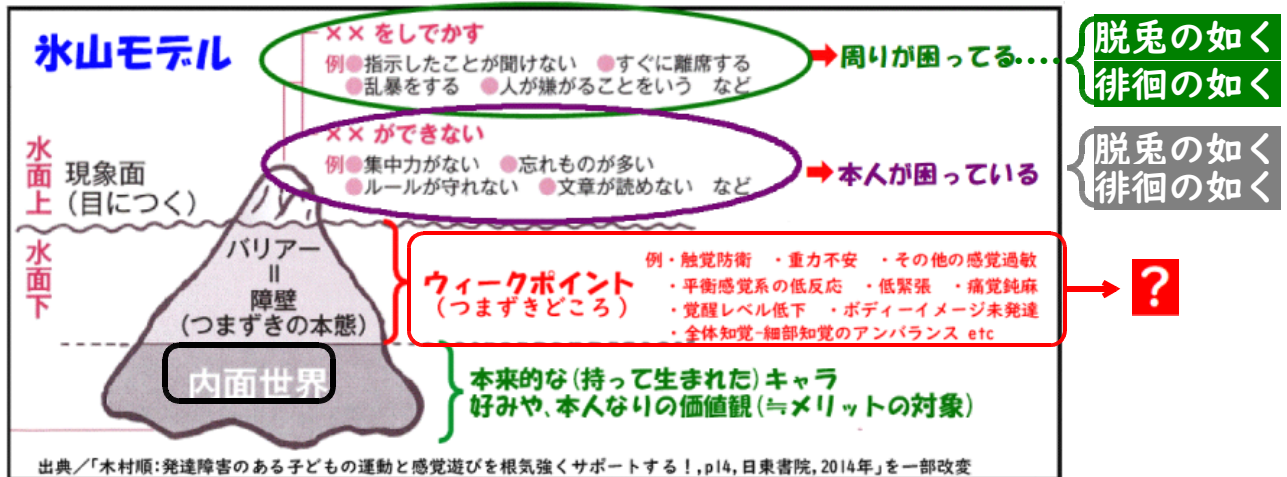 氷山モデル
×× をしでかす
例●指示したことが聞けない ●すぐに離席する
●乱暴をする ●人が嫌がることをいう など
➡周りが困ってる‥‥
脱兎の如く
徘徊の如く
×× ができない
例●集中力がない ●忘れものが多い
●ルールが守れない ●文章が読めない など
➡本人が困っている
脱兎の如く
徘徊の如く
水面上
現象面
(目につく)
水面下
バリアー
=
障壁
(つまずきの本態)
ウィークポイント
(つまずきどころ)
例・触覚防衛 ・重力不安 ・その他の感覚過敏
・平衡感覚系の低反応 ・低緊張 ・痛覚鈍麻
・覚醒レベル低下 ・ボディーイメージ未発達
・全体知覚-細部知覚のアンバランス etc
?
内面世界
本来的な(持って生まれた)キャラ
好みや、本人なりの価値観(≒メリットの対象)
出典/「木村順:発達障害のある子どもの運動と感覚遊びを根気強くサポートする!,p14,日東書院,2014年」を一部改変